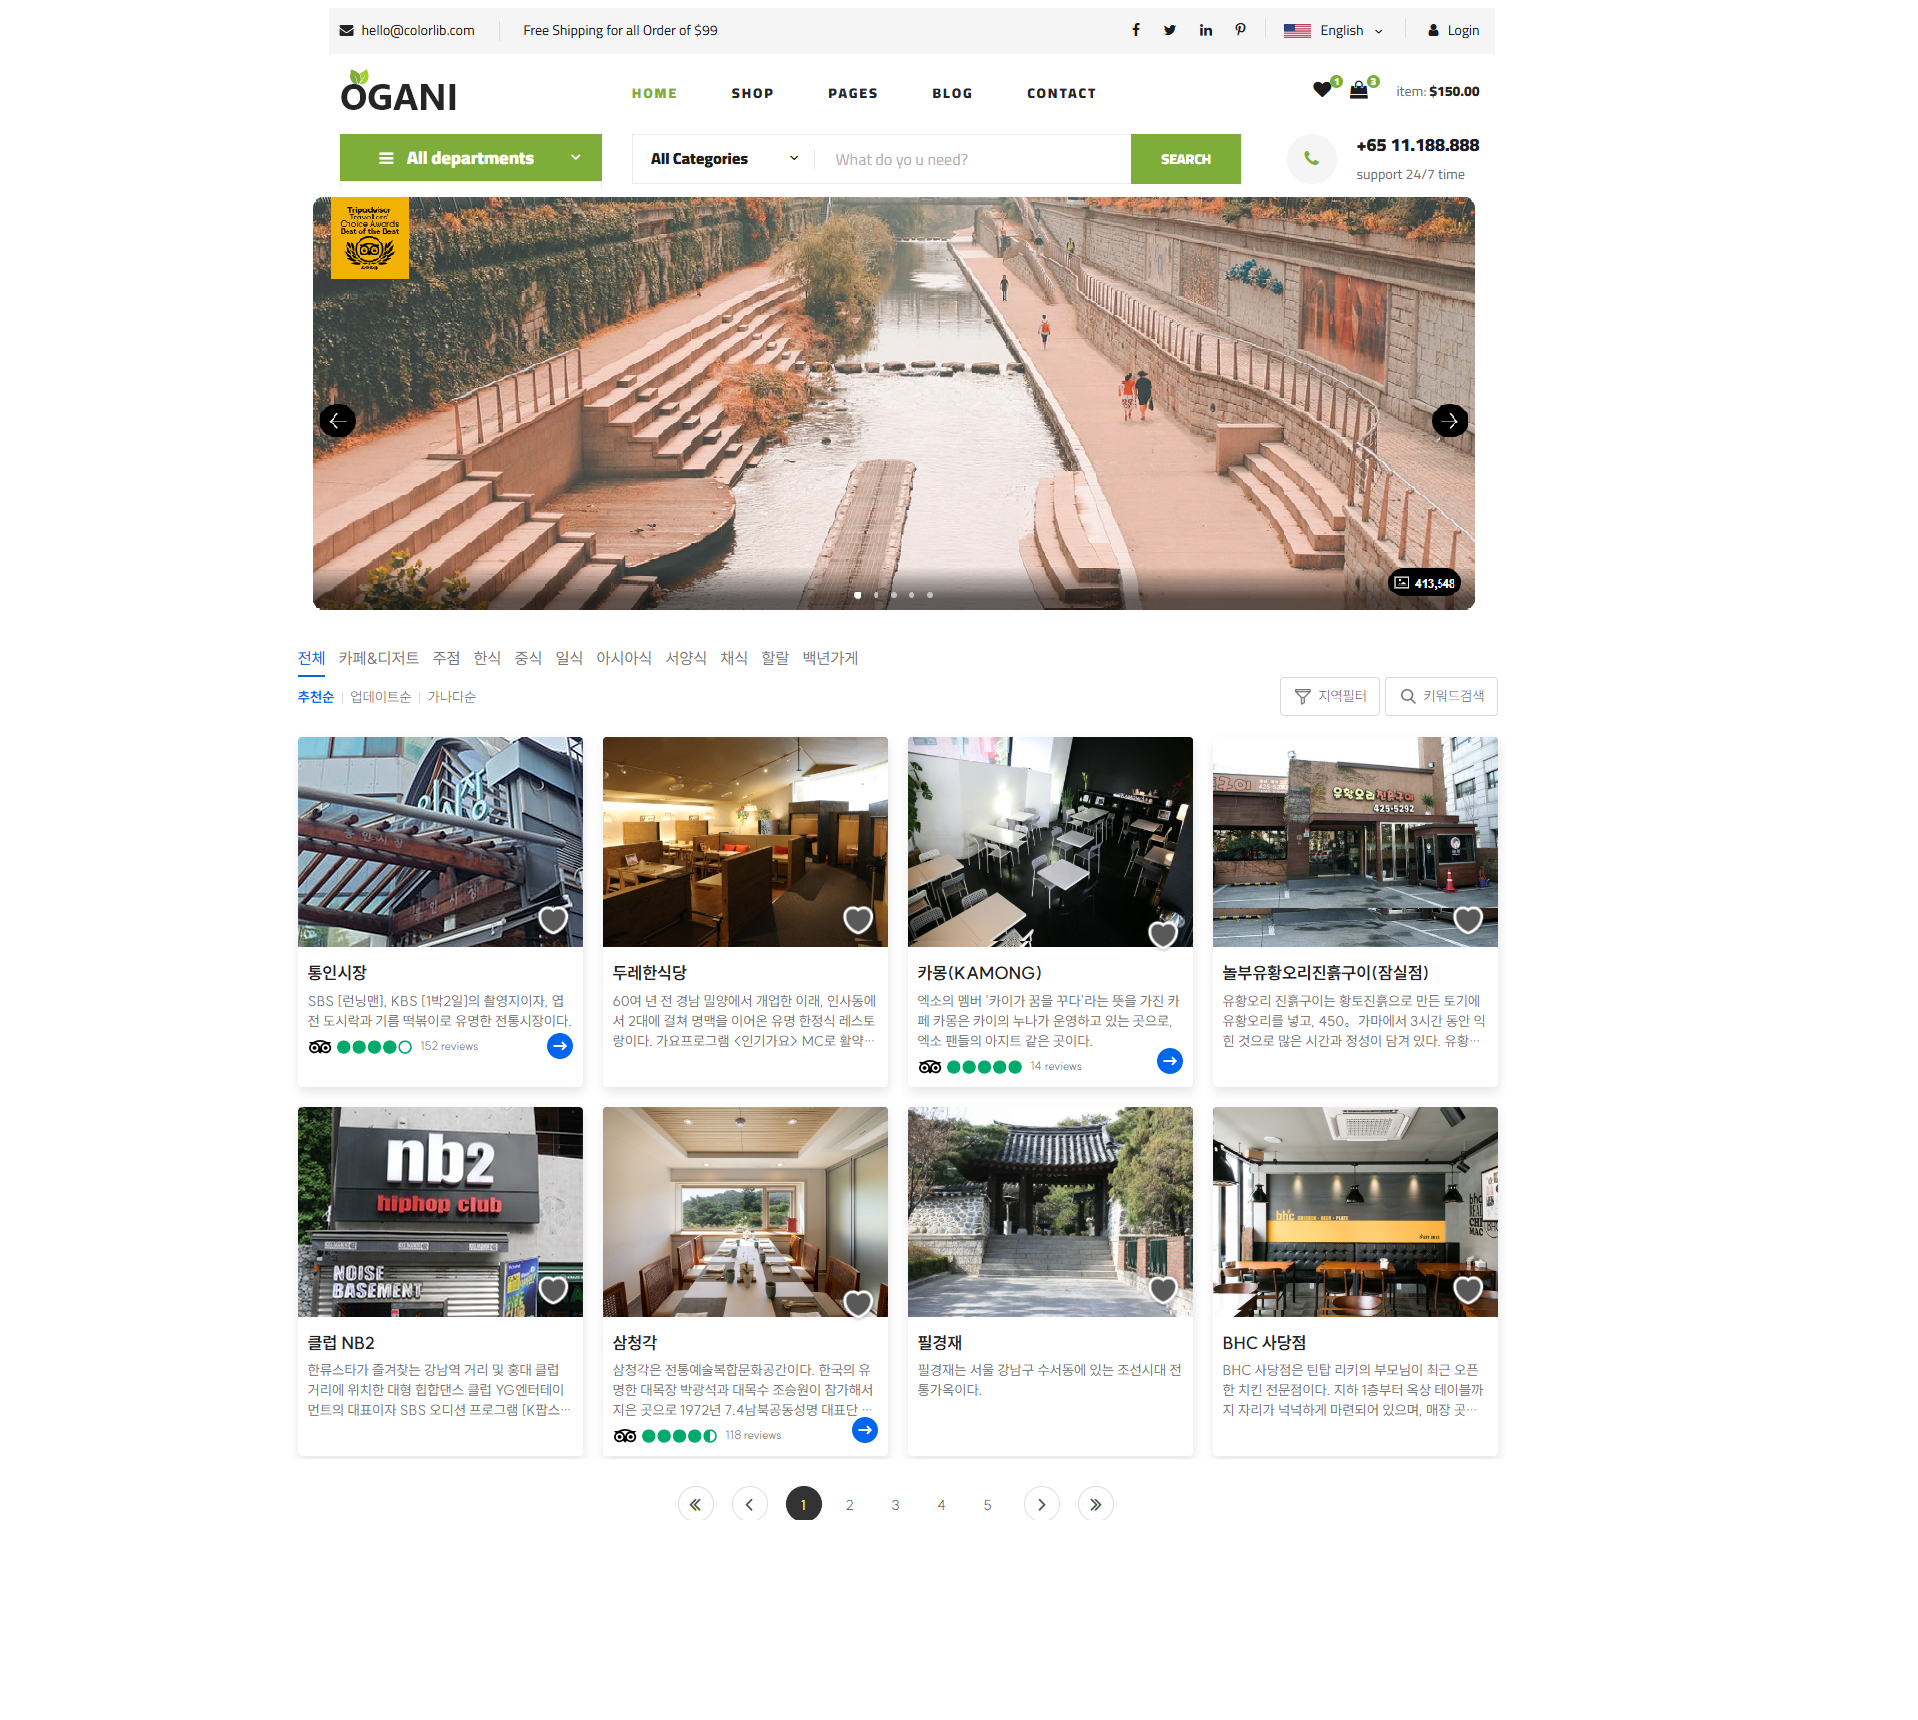 hello@colorlib.com
Free Shipping for all Order of $99
English
Login
OGANI
HOME
SHOP
PAGES
BLOG
CONTACT
1
3
item: $150.00
All departments
All Categories
What do yo u need?
SEARCH
+65 11.188.888
support 24/7 time
Tripadvisor
Travellers'
Choice Awards
Best of the Best
413,548
전체
카페&디저트
주점
한식
중식
일식
아시아식
서양식
채식
할랄
백년가게
추천순
업데이트순
가나다순
지역필터
키워드검색
통인시장
SBS [런닝맨], KBS [1박2일]의 촬영지이자, 엽
전 도시락과 기름 떡볶이로 유명한 전통시장이다.
152 reviews
두레한식당
60여 년 전 경남 밀양에서 개업한 이래, 인사동에
서 2대에 걸쳐 명맥을 이어온 유명 한정식 레스토
랑이다. 가요프로그램 <인기가요> MC로 활약…
카몽(KAMONG)
엑소의 멤버 '카이가 꿈을 꾸다'라는 뜻을 가진 카
페 카몽은 카이의 누나가 운영하고 있는 곳으로,
엑소 팬들의 아지트 같은 곳이다.
14 reviews
유황오리진흙구이
425-5292
놀부유황오리진흙구이(잠실점)
유황오리 진흙구이는 황토진흙으로 만든 토기에
유황오리를 넣고, 450。가마에서 3시간 동안 익
힌 것으로 많은 시간과 정성이 담겨 있다. 유황…
nb2
hiphop club
NOISE
BASEMENT
클럽 NB2
한류스타가 즐겨찾는 강남역 거리 및 홍대 클럽
거리에 위치한 대형 힙합댄스 클럽 YG엔터테이
먼트의 대표이자 SBS 오디션 프로그램 [K팝스…
삼청각
삼청각은 전통예술복합문화공간이다. 한국의 유
명한 대목장 박광석과 대목수 조승원이 참가해서
지은 곳으로 1972년 7.4남북공동성명 대표단 …
118 reviews
필경재
필경재는 서울 강남구 수서동에 있는 조선시대 전
통가옥이다.
bhc
BHC 사당점
BHC 사당점은 틴탑 리키의 부모님이 최근 오픈
한 치킨 전문점이다. 지하 1층부터 옥상 테이블까
지 자리가 넉넉하게 마련되어 있으며, 매장 곳…
1
2
3
4
5